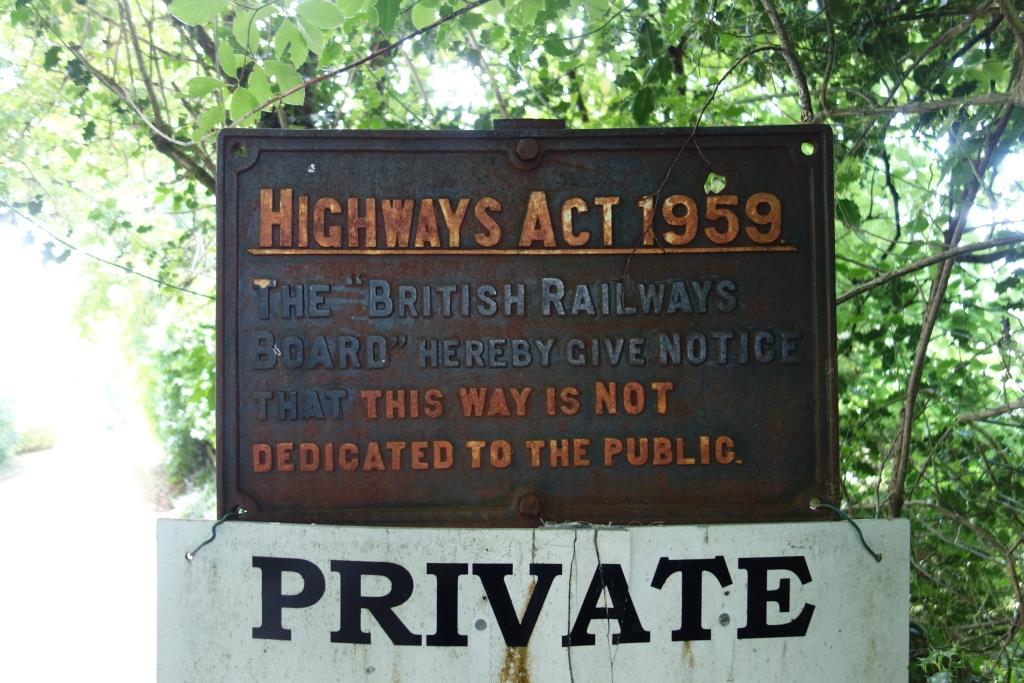 HIGHWAYS ACT 1959
THE "BRITISH RAILWAYS
BOARD" HEREBY GIVE NOTICE
THAT THIS WAY IS NOT
DEDICATED TO THE PUBLIC.
PRIVATE